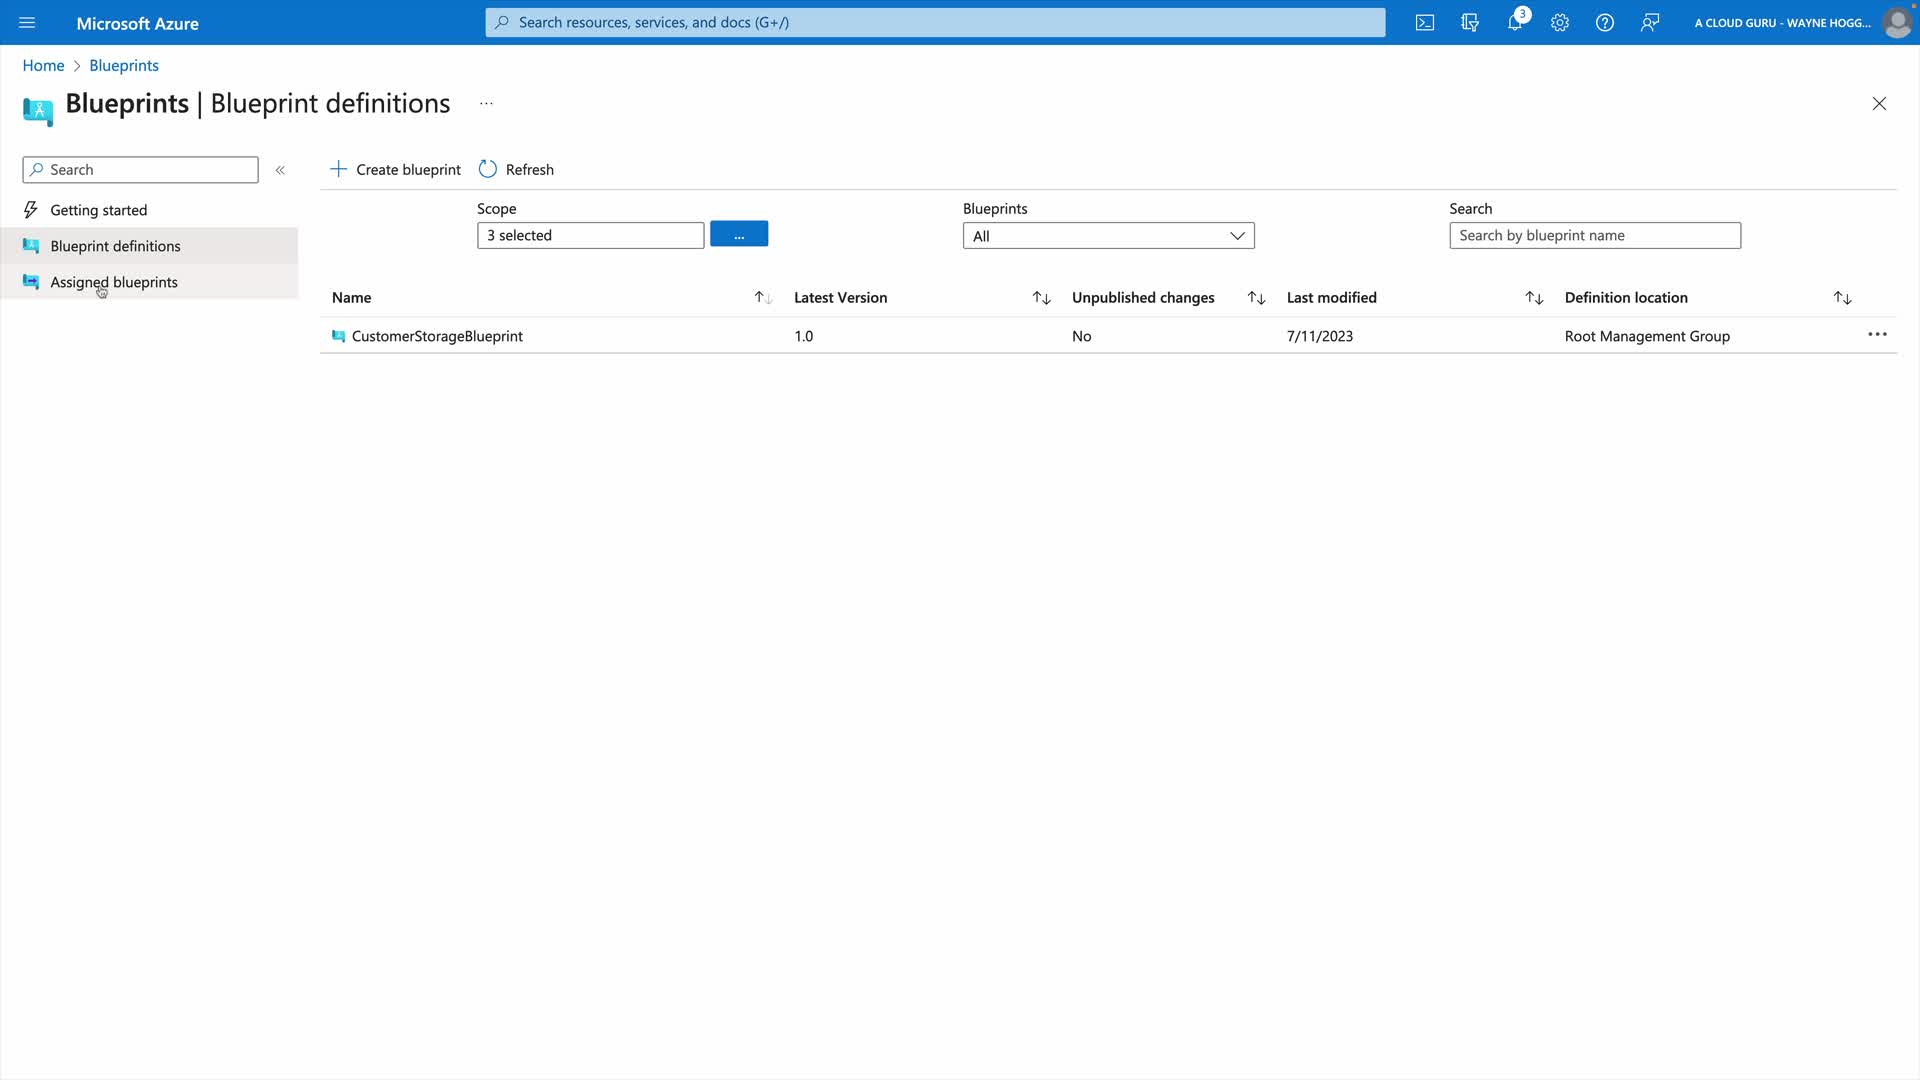 Microsoft Azure
Search resources, services, and docs (G+/)
3
A CLOUD GURU - WAYNE HOGG...
Home > Blueprints
Blueprints | Blueprint definitions ...
Search
«
Create blueprint
Refresh
Getting started
Blueprint definitions
Assigned blueprints
Scope
3 selected
...
Blueprints
All
Search
Search by blueprint name
Name Latest Version Unpublished changes Last modified Definition location
CustomerStorageBlueprint 1.0 No 7/11/2023 Root Management Group ...